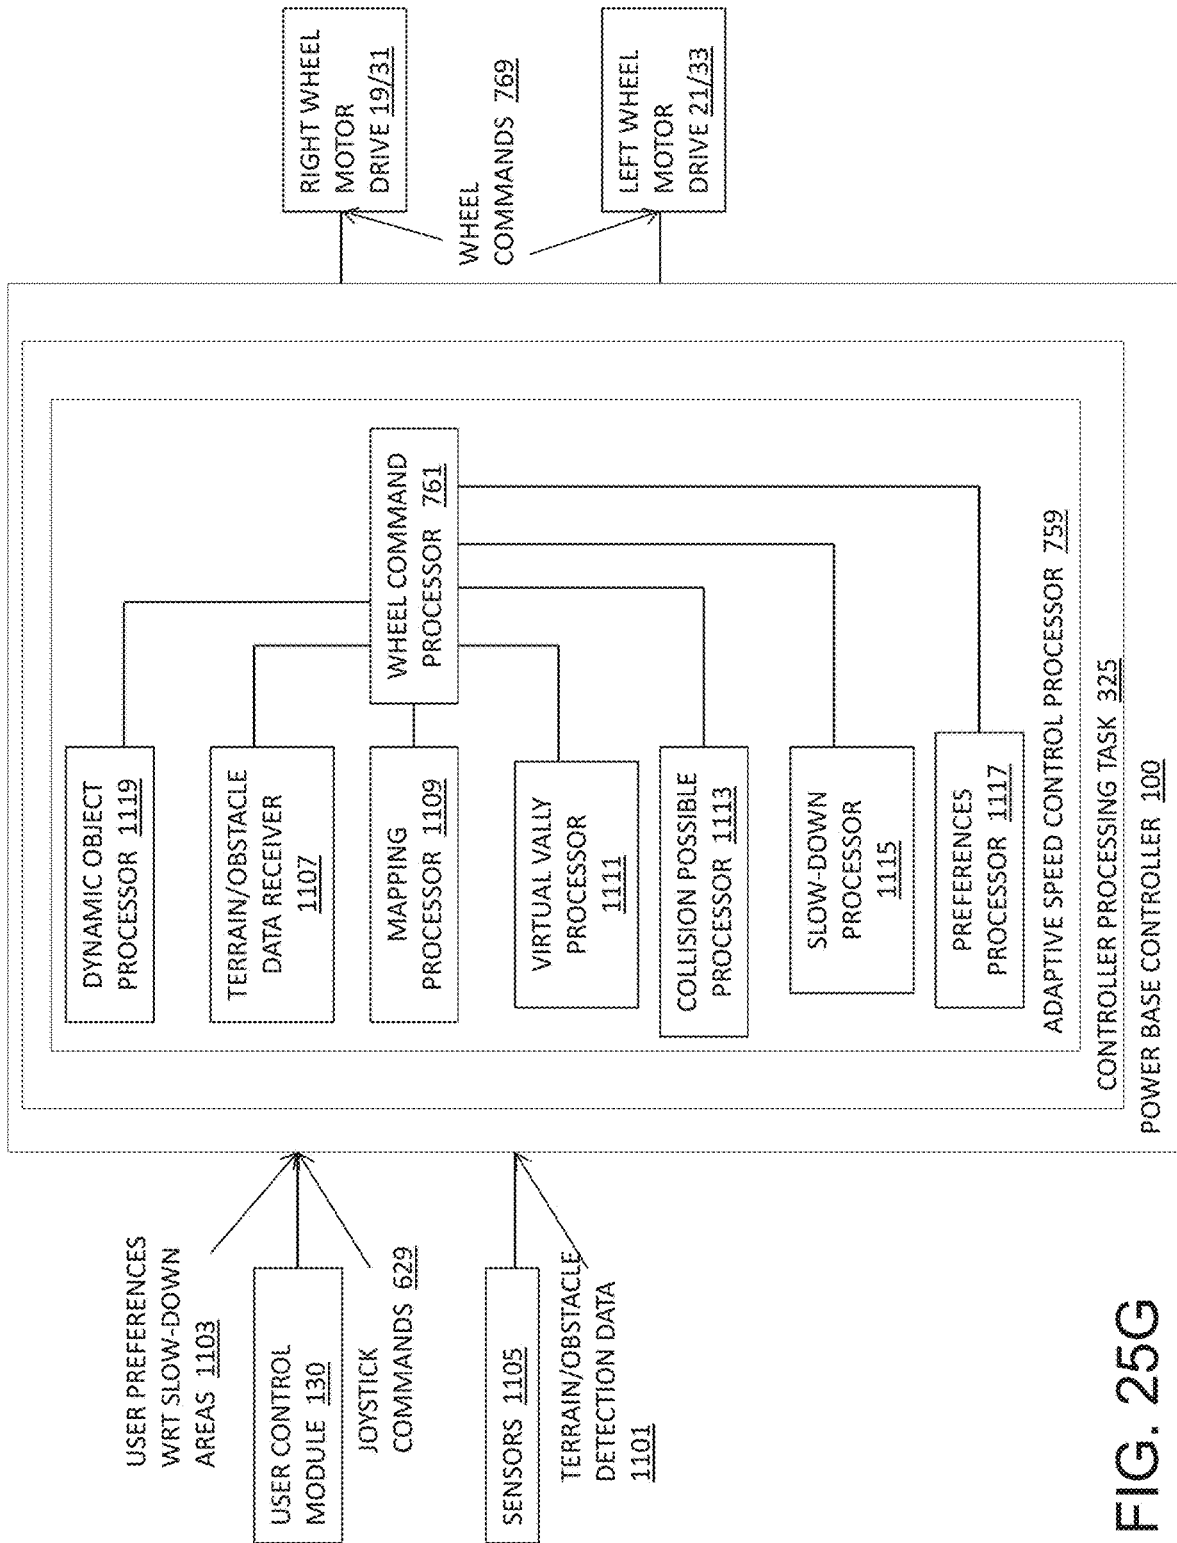 USER PREFERENCES
WRT SLOW-DOWN
AREAS 1103
USER CONTROL
MODULE 130
JOYSTICK
COMMANDS 629
SENSORS 1105
TERRAIN/OBSTACLE
DETECTION DATA
1101
DYNAMIC OBJECT
PROCESSOR 1119
TERRAIN/OBSTACLE
DATA RECEIVER
1107
MAPPING
PROCESSOR 1109
VIRTUAL VALLY
PROCESSOR
1111
COLLISION POSSIBLE
PROCESSOR 1113
SLOW-DOWN
PROCESSOR
1115
PREFERENCES
PROCESSOR 1117
WHEEL COMMAND
PROCESSOR 761
ADAPTIVE SPEED CONTROL PROCESSOR 759
CONTROLLER PROCESSING TASK 325
POWER BASE CONTROLLER 100
RIGHT WHEEL
MOTOR
DRIVE 19/31
WHEEL
COMMANDS 769
LEFT WHEEL
MOTOR
DRIVE 21/33
FIG. 25G